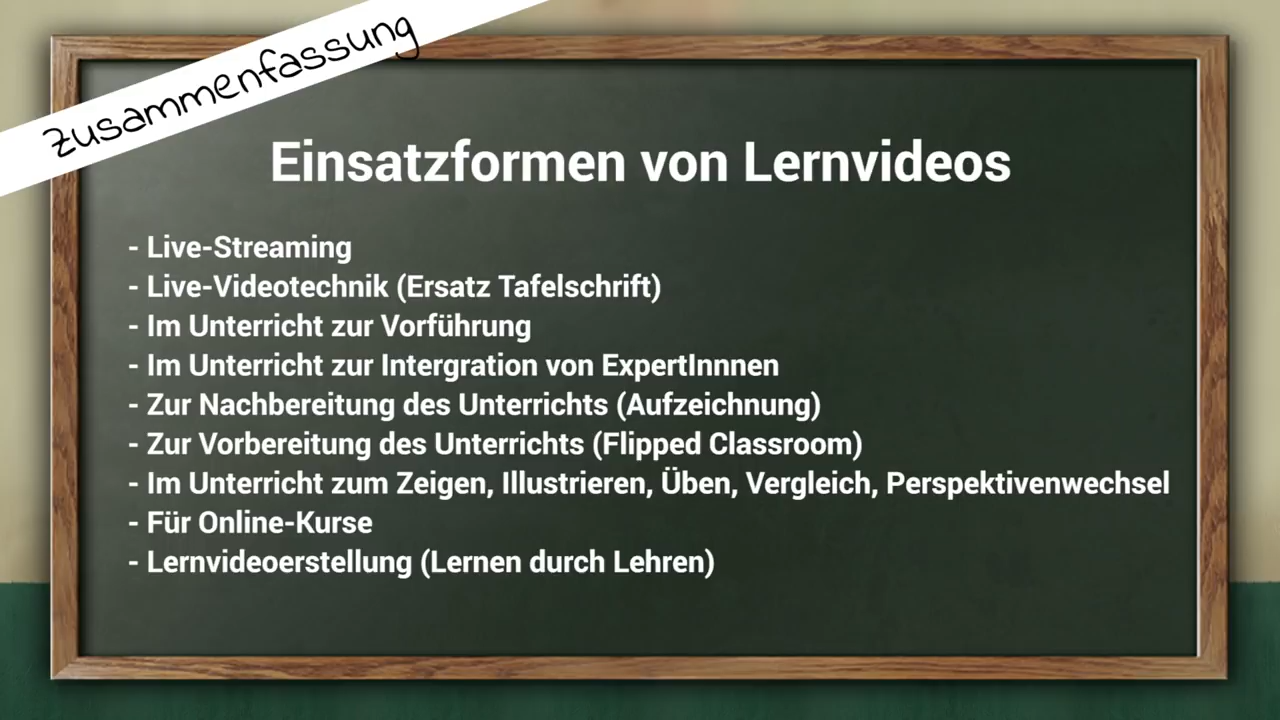 Zusammenfassung
Einsatzformen von Lernvideos
- Live-Streaming
- Live-Videotechnik (Ersatz Tafelschrift)
- Im Unterricht zur Vorführung
- Im Unterricht zur Intergration von ExpertInnnen
- Zur Nachbereitung des Unterrichts (Aufzeichnung)
- Zur Vorbereitung des Unterrichts (Flipped Classroom)
- Im Unterricht zum Zeigen, Illustrieren, Üben, Vergleich, Perspektivenwechsel
- Für Online-Kurse
- Lernvideoerstellung (Lernen durch Lehren)